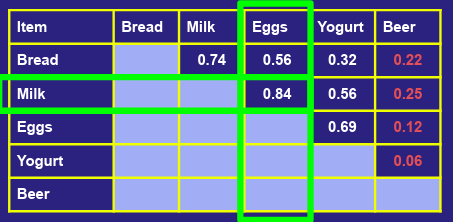 Item Bread Milk Eggs Yogurt Beer
Bread 0.74 0.56 0.32 0.22
Milk 0.84 0.56 0.25
Eggs 0.69 0.12
Yogurt 0.06
Beer